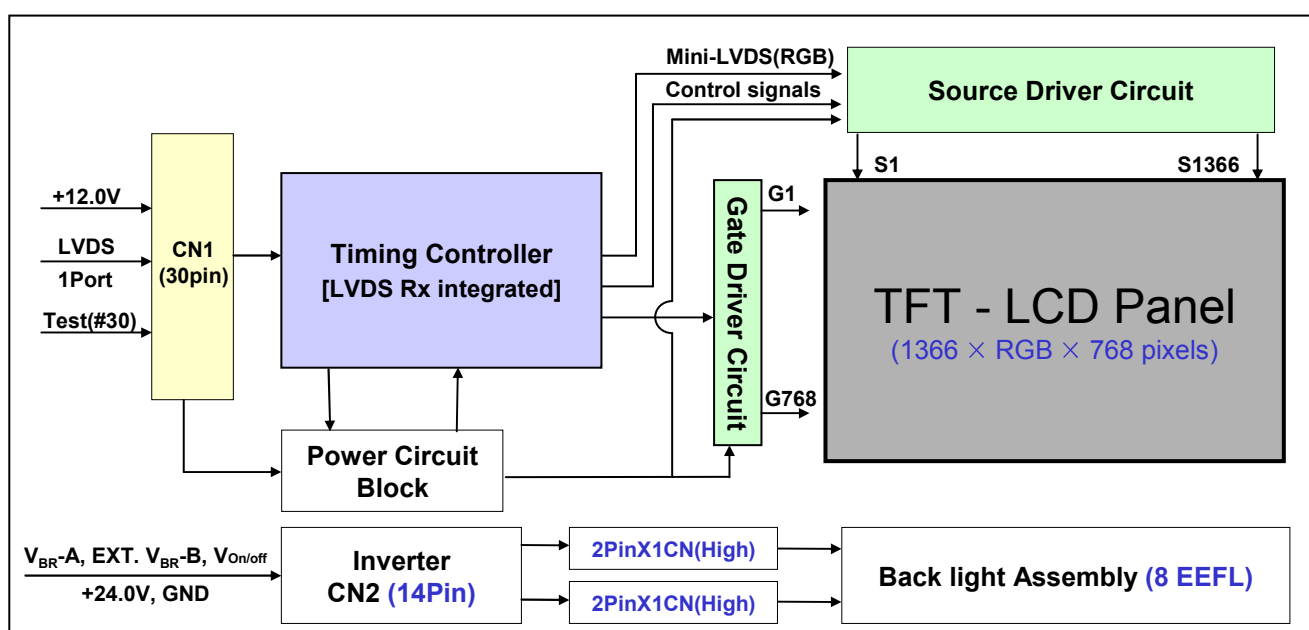 Mini-LVDS(RGB)
Control signals
Source Driver Circuit
S1
S1366
+12.0V
LVDS
1Port
Test(#30)
CN1
(30pin)
Timing Controller
[LVDS Rx integrated]
Gate Driver Circuit
G1
G768
TFT - LCD Panel
(1366 × RGB × 768 pixels)
Power Circuit
Block
VBR-A, EXT. VBR-B, VOn/off
+24.0V, GND
Inverter
CN2 (14Pin)
2PinX1CN(High)
2PinX1CN(High)
Back light Assembly (8 EEFL)